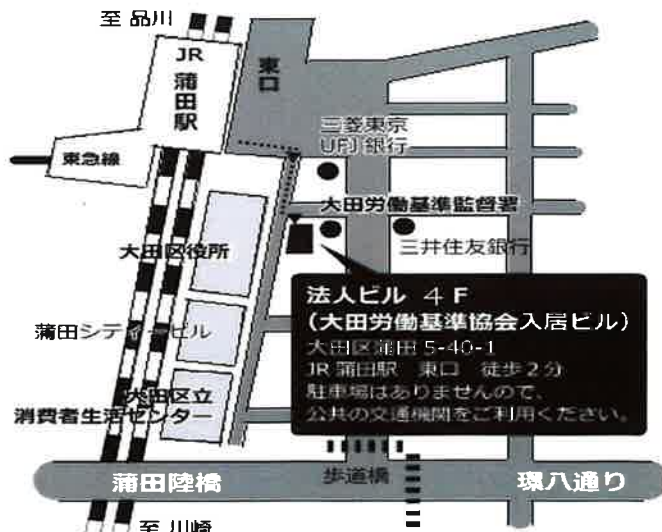 至 品川
JR
蒲田駅
東口
東急線
三菱東京
UFJ 銀行
大田労働基準監督署
大田区役所
三井住友銀行
法人ビル 4F
（大田労働基準協会入居ビル）
大田区蒲田 5-40-1
JR 蒲田駅 東口 徒歩2分
駐車場はありませんので、
公共の交通機関をご利用ください。
蒲田シティービル
大田区立
消費者生活センター
蒲田陸橋
歩道橋
環八通り
至 川崎